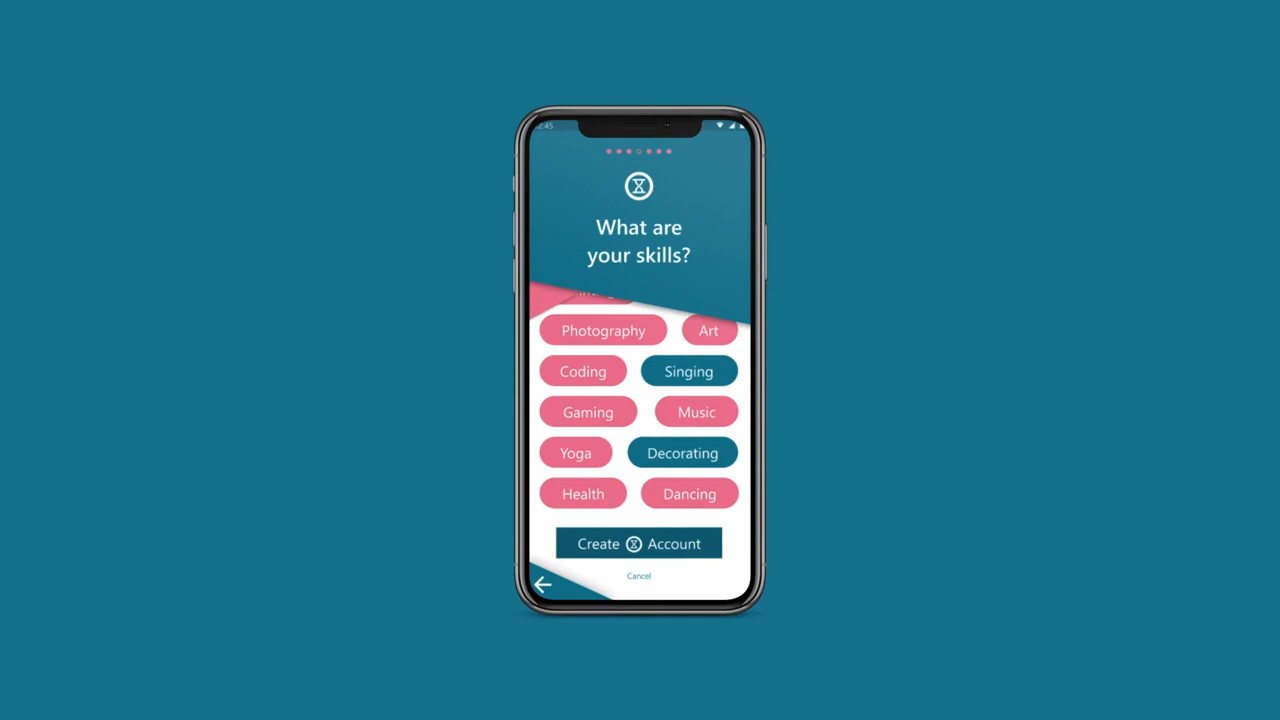 What are
your skills?
Photography Art
Coding Singing
Gaming Music
Yoga Decorating
Health Dancing
Create Account
Cancel